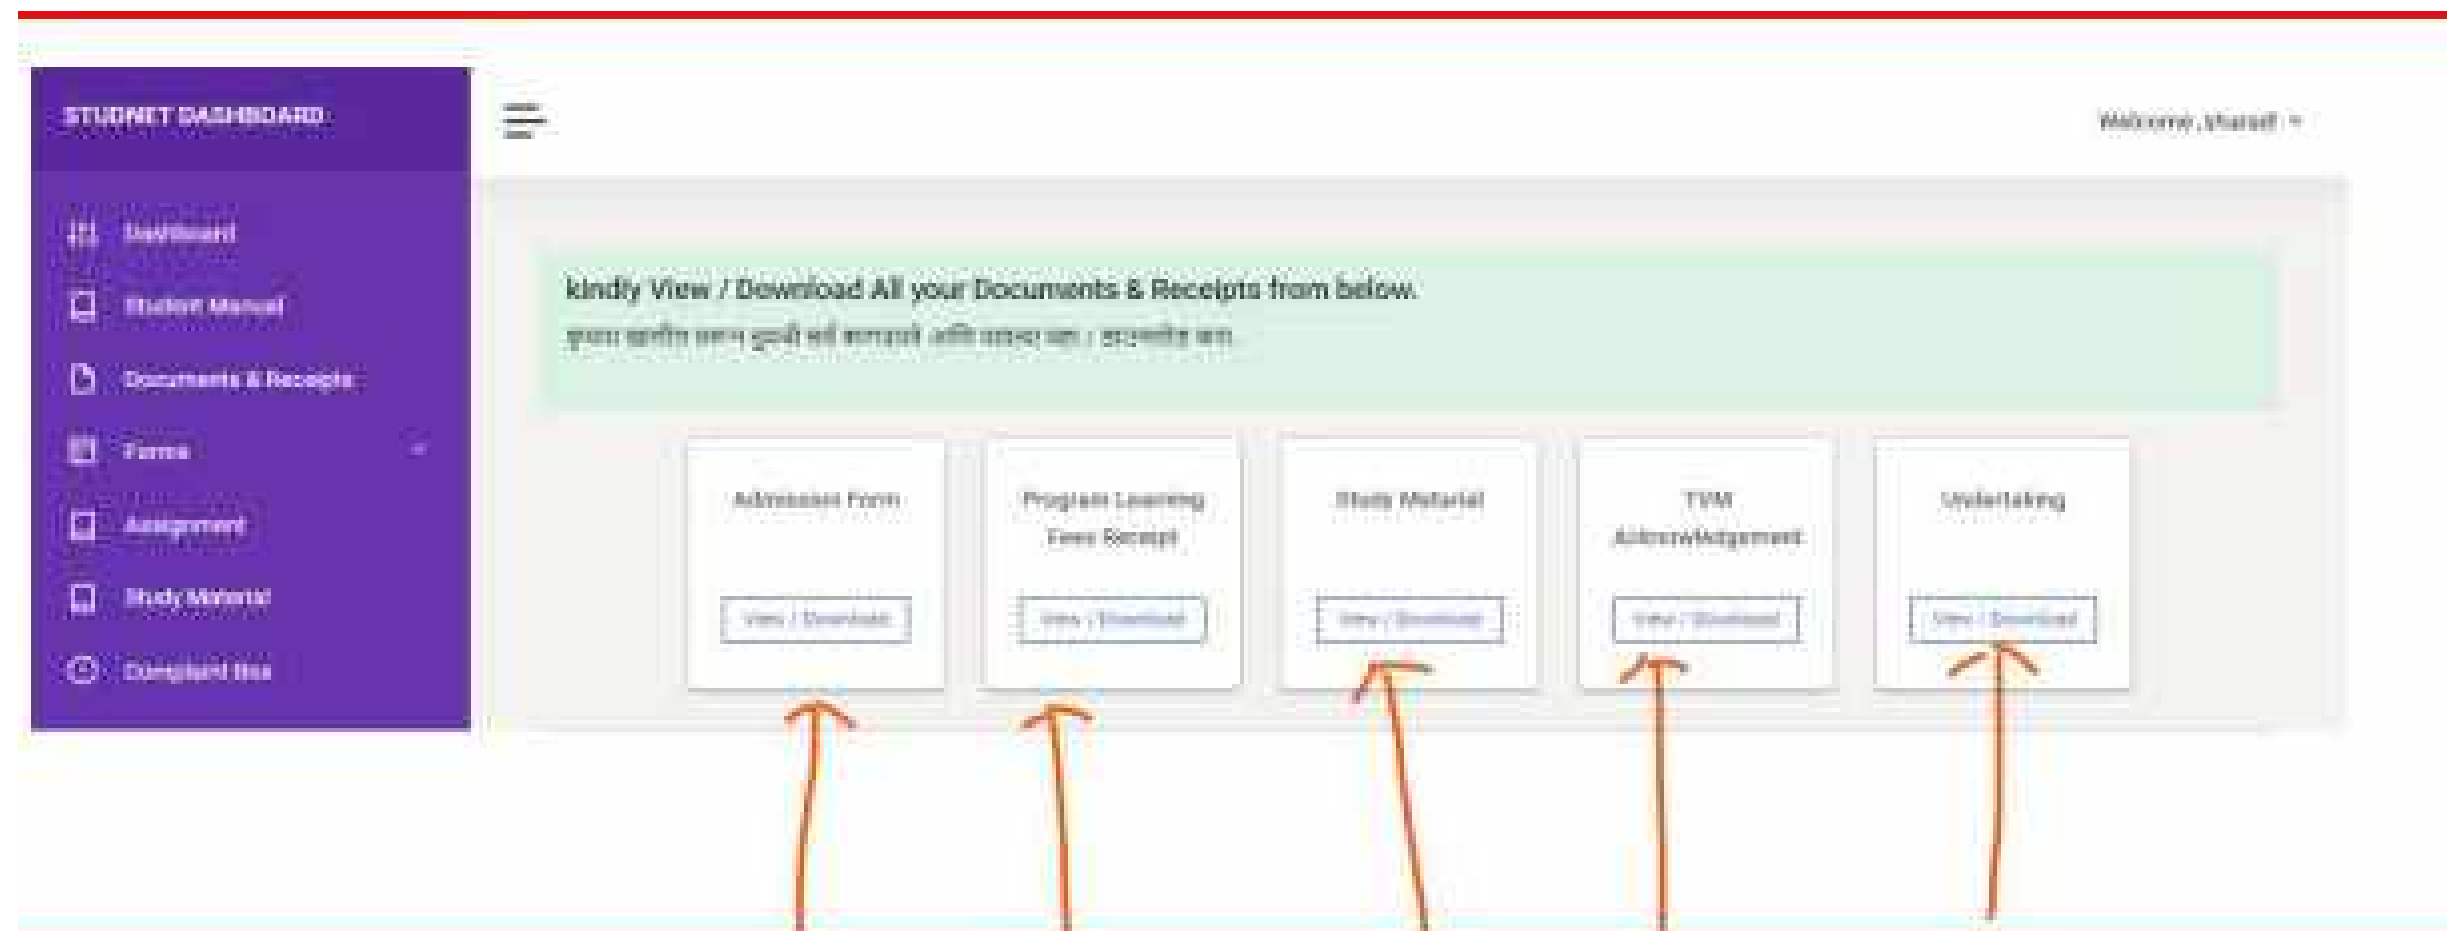 STUDNET DASHBOARD
Welcome ,
Dashboard
Student Manual
Documents & Receipts
Forms
Assignment
Study Material
Complaint Box
kindly View / Download All your Documents & Receipts from below.
Admission Form
View / Download
Program Learning
Fees Receipt
View / Download
Study Material
View / Download
TVM
Acknowledgement
View / Download
Undertaking
View / Download